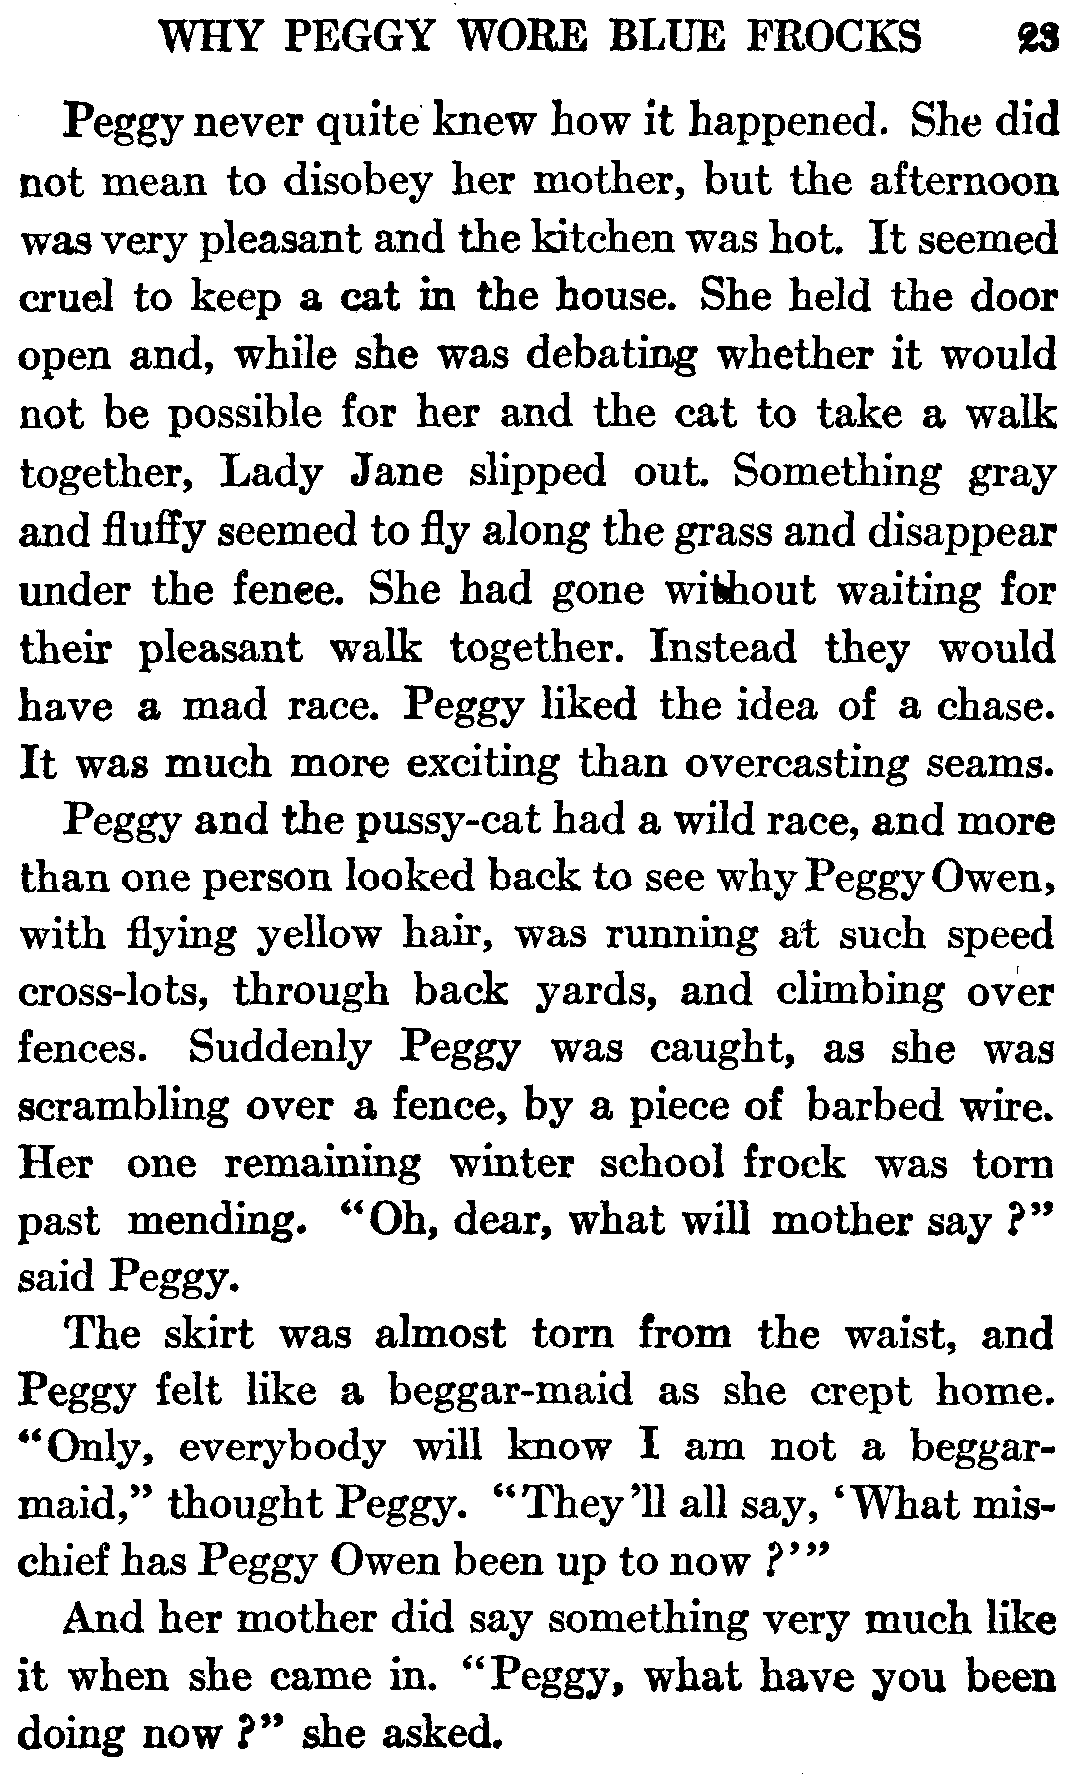 WHY PEGGY WORE BLUE FROCKS 23
Peggy never quite knew how it happened. She did
not mean to disobey her mother, but the afternoon
was very pleasant and the kitchen was hot. It seemed
cruel to keep a cat in the house. She held the door
open and, while she was debating whether it would
not be possible for her and the cat to take a walk
together, Lady Jane slipped out. Something gray
and fluffy seemed to fly along the grass and disappear
under the fence. She had gone without waiting for
their pleasant walk together. Instead they would
have a mad race. Peggy liked the idea of a chase.
It was much more exciting than overcasting seams.
Peggy and the pussy-cat had a wild race, and more
than one person looked back to see why Peggy Owen,
with flying yellow hair, was running at such speed
cross-lots, through back yards, and climbing over
fences. Suddenly Peggy was caught, as she was
scrambling over a fence, by a piece of barbed wire.
Her one remaining winter school frock was torn
past mending. "Oh, dear, what will mother say?"
said Peggy.
The skirt was almost torn from the waist, and
Peggy felt like a beggar-maid as she crept home.
"Only, everybody will know I am not a beggar-
maid," thought Peggy. "They'll all say, 'What mis-
chief has Peggy Owen been up to now?'"
And her mother did say something very much like
it when she came in. "Peggy, what have you been
doing now?" she asked.